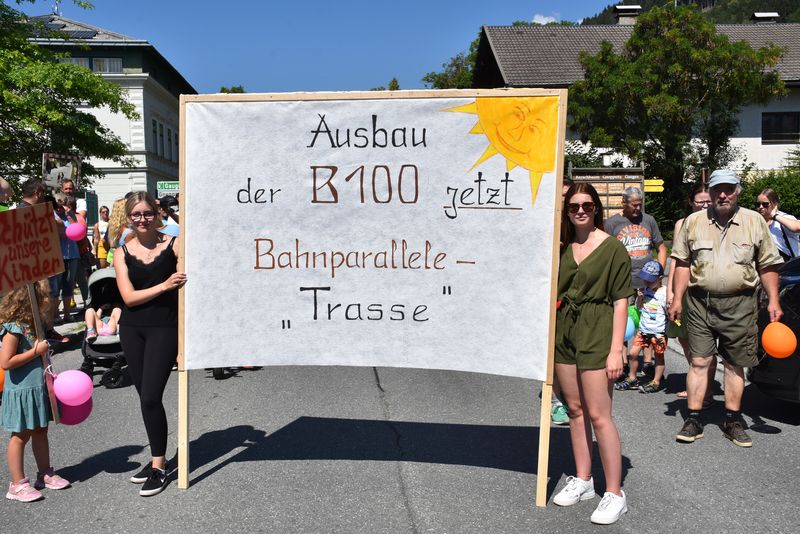 Ausbau
der B100 jetzt
Bahnparallele -
„Trasse"
Schützt
unsere
Kinder